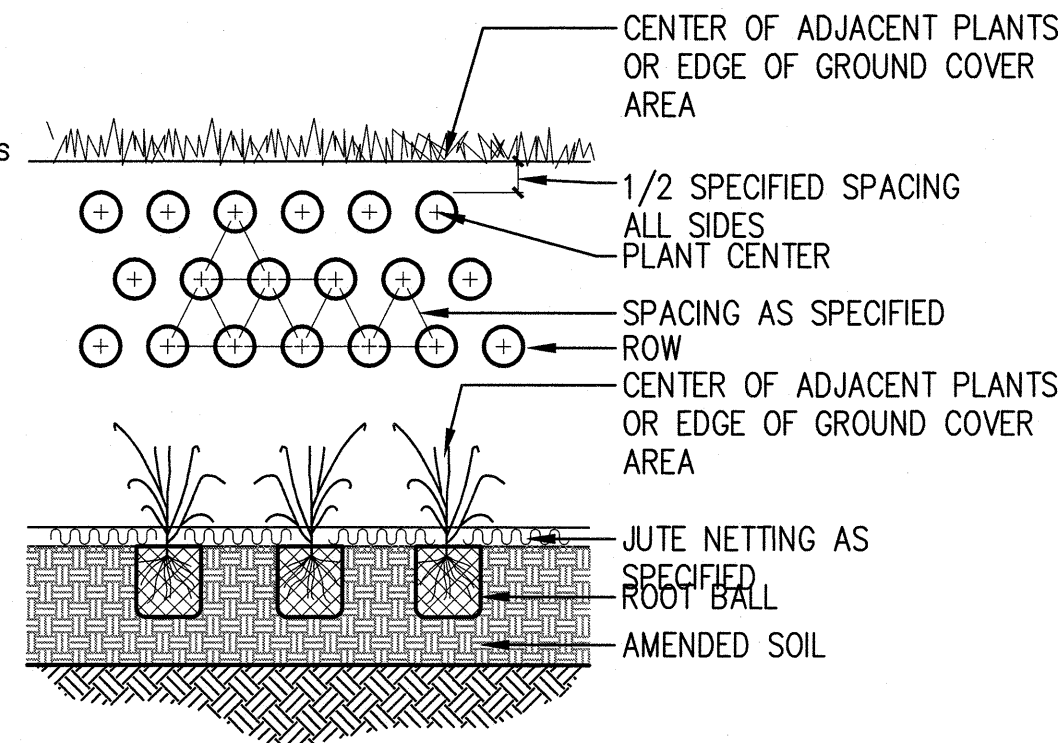 CENTER OF ADJACENT PLANTS
OR EDGE OF GROUND COVER
AREA
S
1/2 SPECIFIED SPACING
ALL SIDES
PLANT CENTER
SPACING AS SPECIFIED
ROW
CENTER OF ADJACENT PLANTS
OR EDGE OF GROUND COVER
AREA
JUTE NETTING AS
SPECIFIED
ROOT BALL
AMENDED SOIL